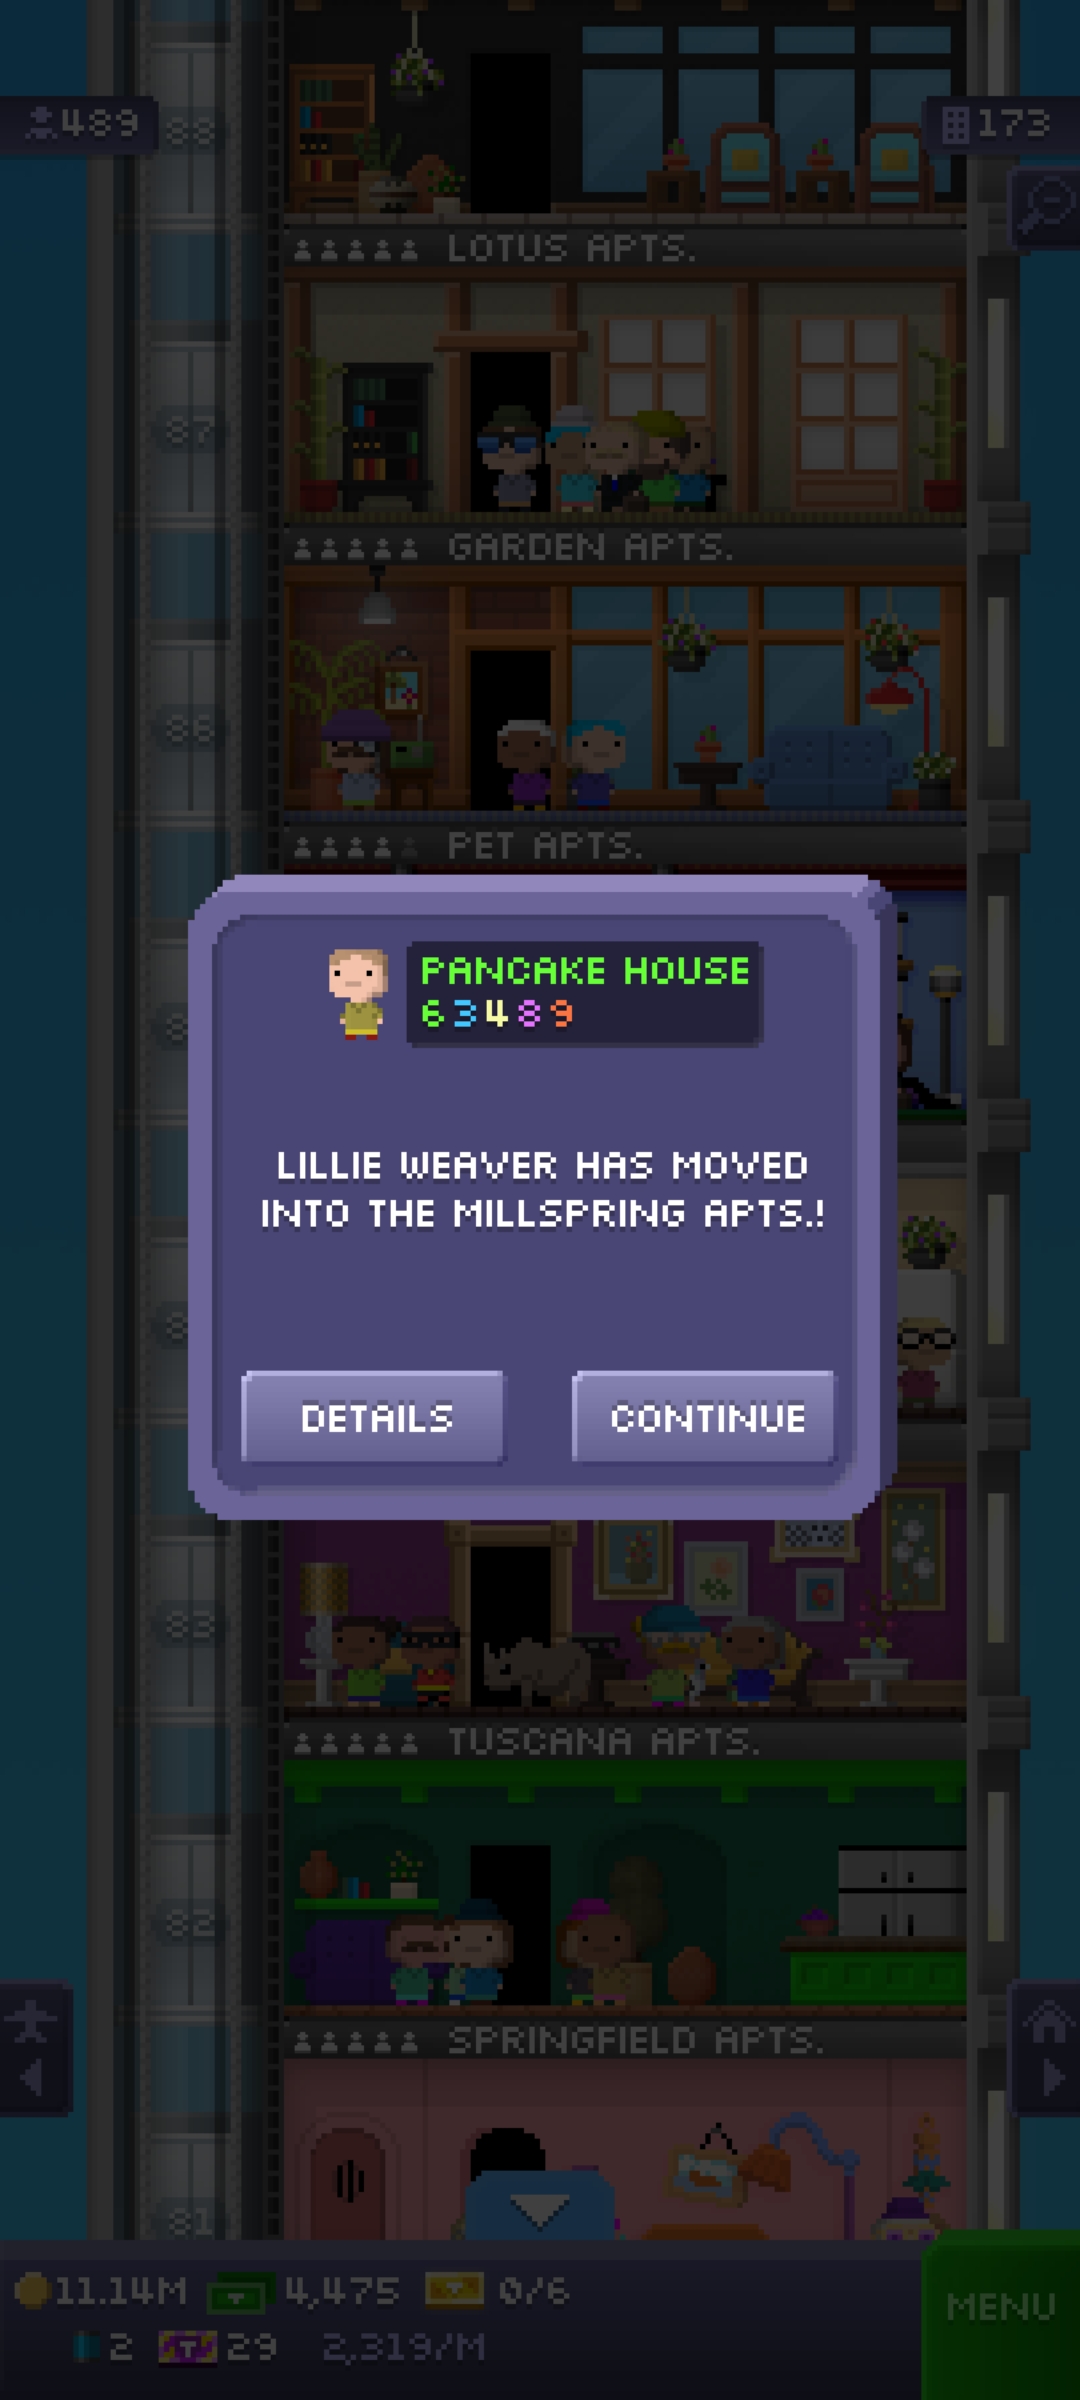 489
88
173
LOTUS APTS.
87
GARDEN APTS.
86
PET APTS.
PANCAKE HOUSE
63489
LILLIE WEAVER HAS MOVED
INTO THE MILLSPRING APTS.!
DETAILS
CONTINUE
83
TUSCANA APTS.
82
SPRINGFIELD APTS.
81
11.14M
4,475
0/6
MENU
2
T
29
2,319/M